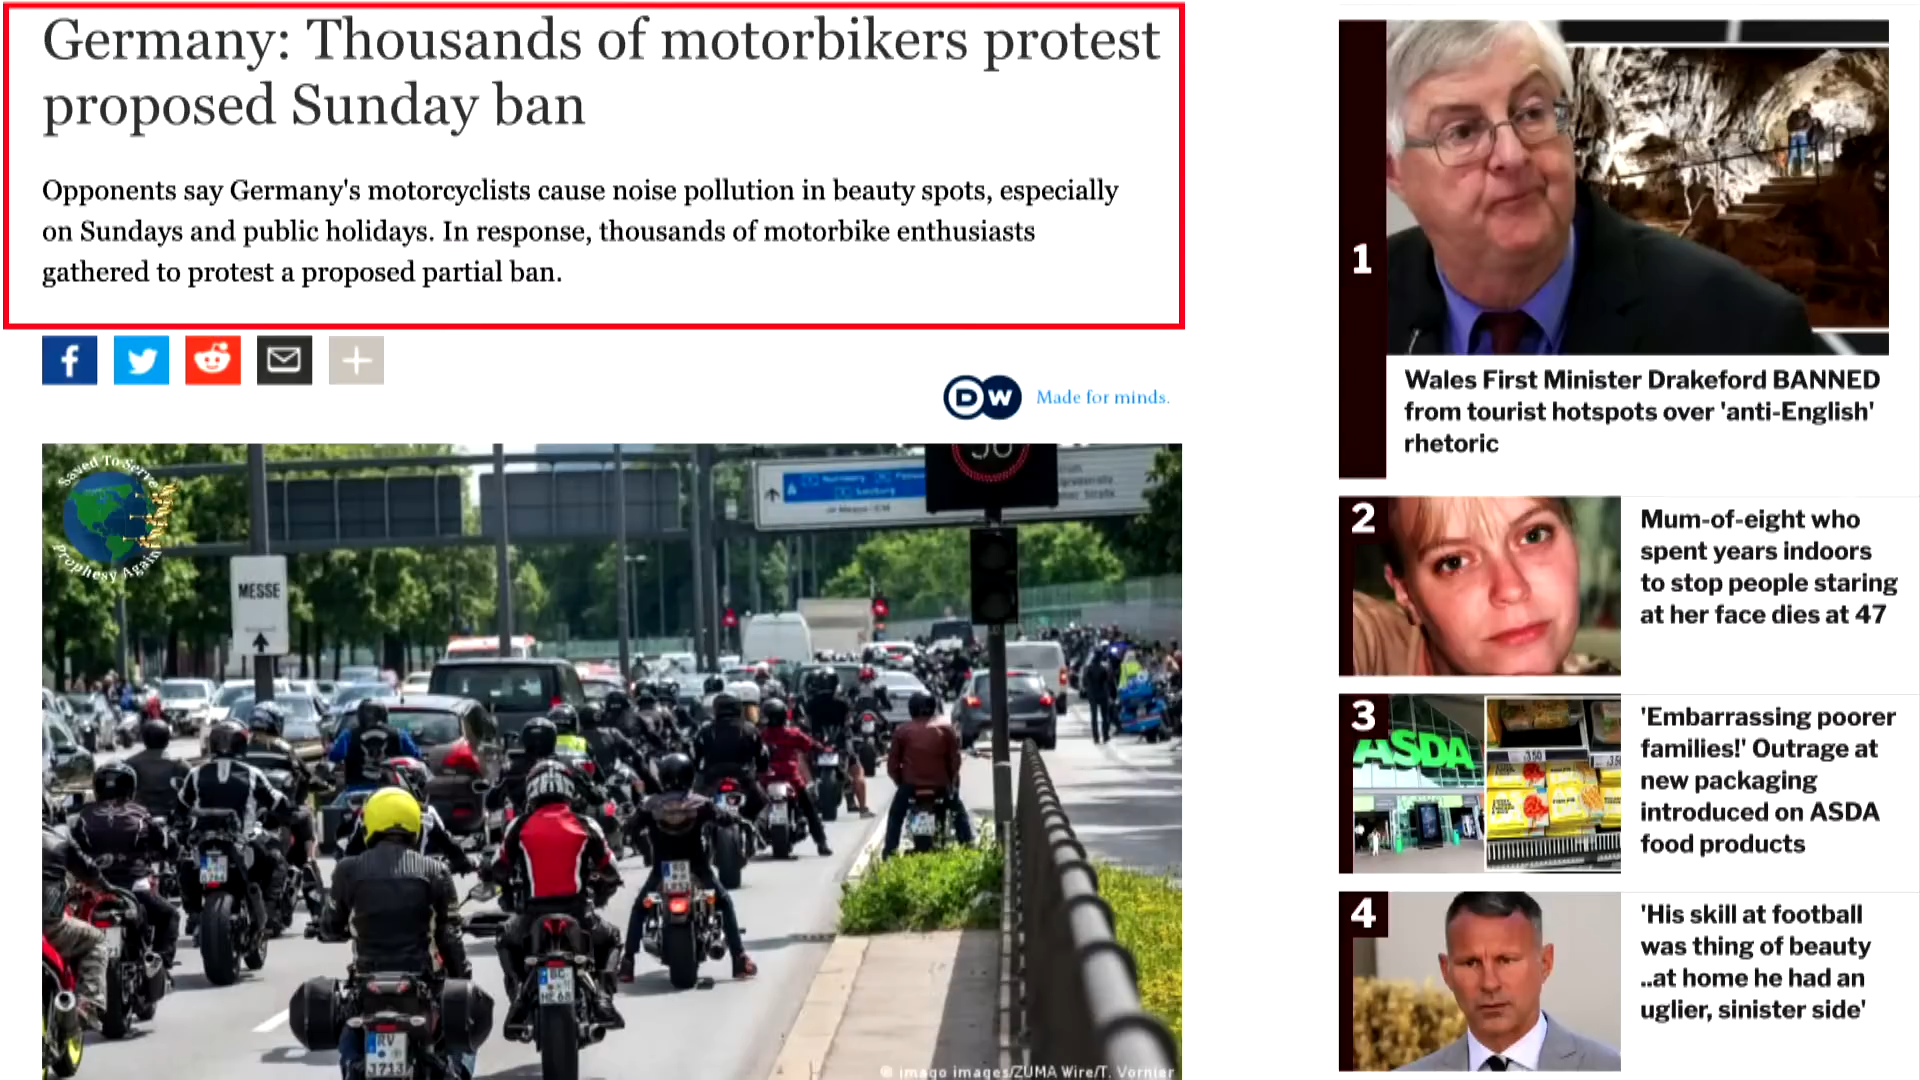 Germany: Thousands of motorbikers protest
proposed Sunday ban
Opponents say Germany's motorcyclists cause noise pollution in beauty spots, especially
on Sundays and public holidays. In response, thousands of motorbike enthusiasts
gathered to protest a proposed partial ban.
f
DW Made for minds.
Saved To Serve
Prophesy Again
MESSE
RV
© imago images/ZUMA Wire/T. Vornier
1
Wales First Minister Drakeford BANNED
from tourist hotspots over 'anti-English'
rhetoric
2
Mum-of-eight who
spent years indoors
to stop people staring
at her face dies at 47
3
ASDA
'Embarrassing poorer
families!' Outrage at
new packaging
introduced on ASDA
food products
4
'His skill at football
was thing of beauty
..at home he had an
uglier, sinister side'